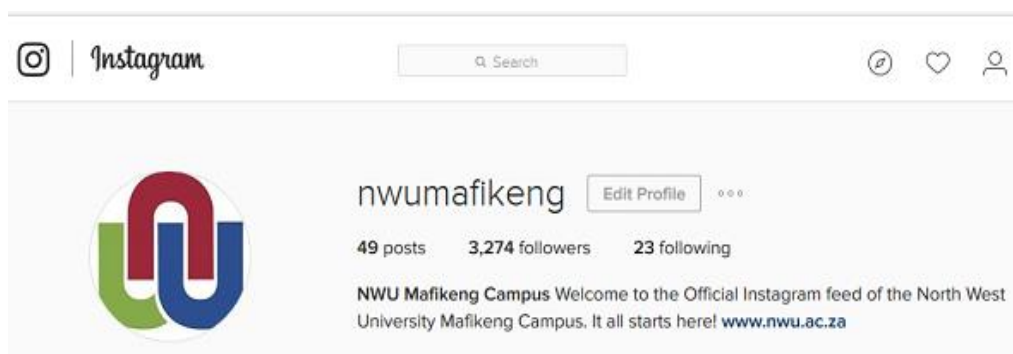 Instagram
Search
nwumafikeng Edit Profile
49 posts 3,274 followers 23 following
NWU Mafikeng Campus Welcome to the Official Instagram feed of the North West
University Mafikeng Campus. It all starts here! www.nwu.ac.za